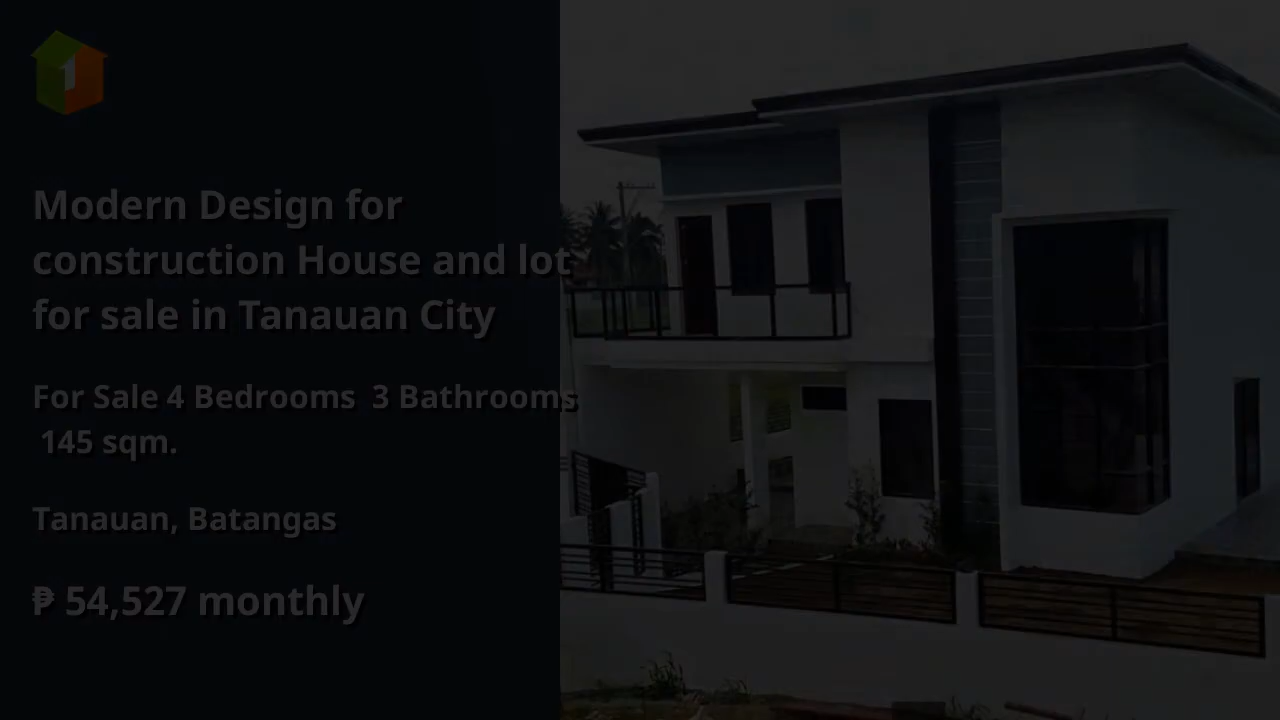 Modern Design for
construction House and lot
for sale in Tanauan City
For Sale 4 Bedrooms 3 Bathrooms
145 sqm.
Tanauan, Batangas
₱ 54,527 monthly